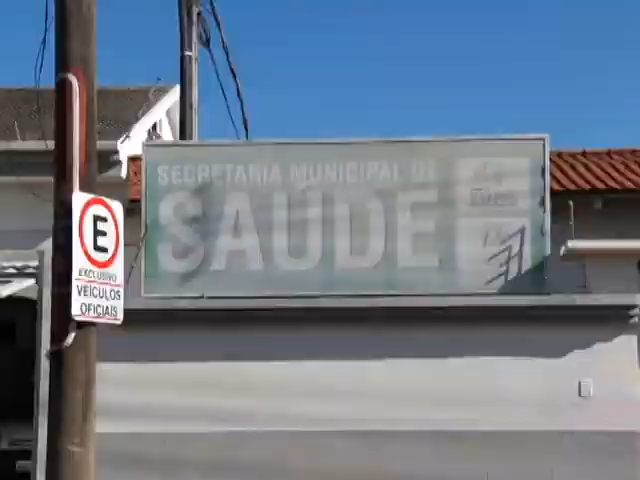 SECRETARIA MUNICIPAL DE
SAÚDE
E
EXCLUSIVO
VEÍCULOS
OFICIAIS